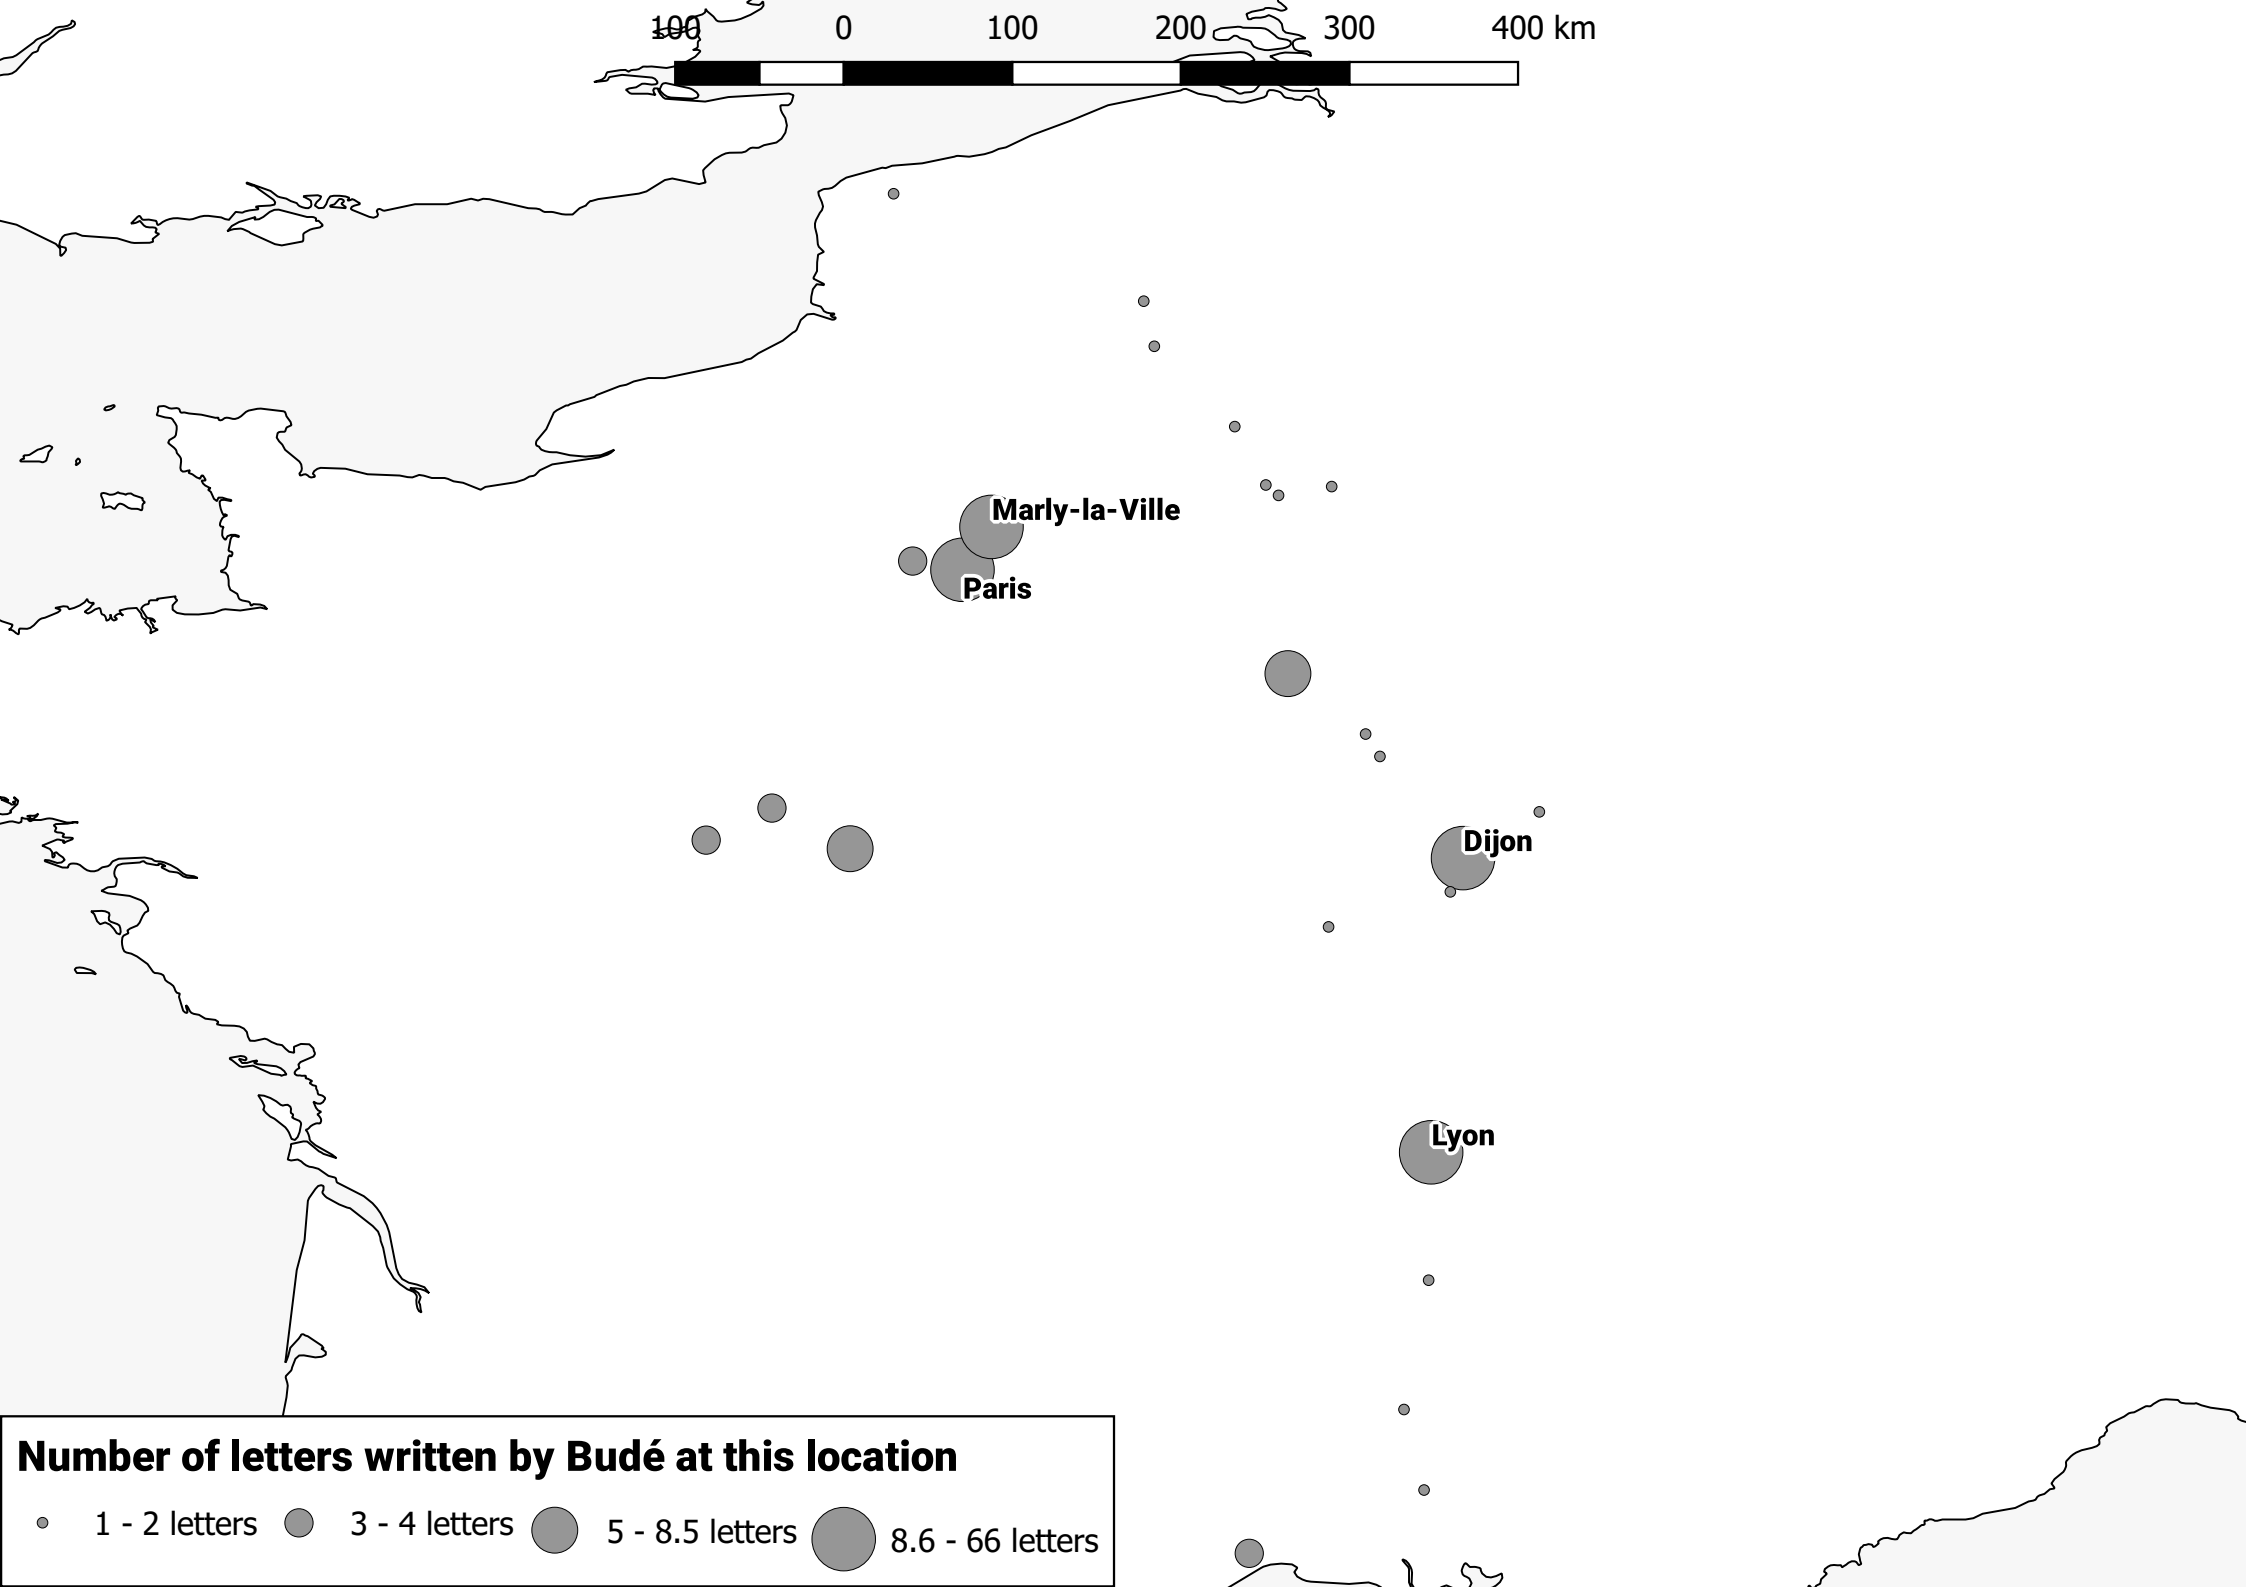 100 0 100 200 300 400 km
Marly-la-Ville
Paris
Dijon
Lyon
Number of letters written by Budé at this location
1 - 2 letters 3 - 4 letters 5 - 8.5 letters 8.6 - 66 letters